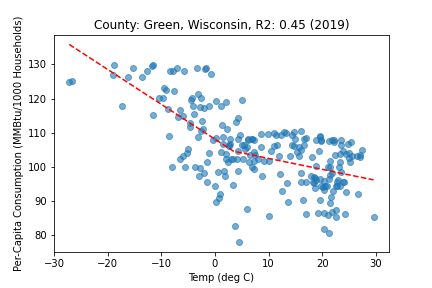 County: Green, Wisconsin, R2: 0.45 (2019)
Per-Capita Consumption (MMBtu/1000 Households)
130
120
110
100
90
80
−30 −20 −10 0 10 20 30
Temp (deg C)